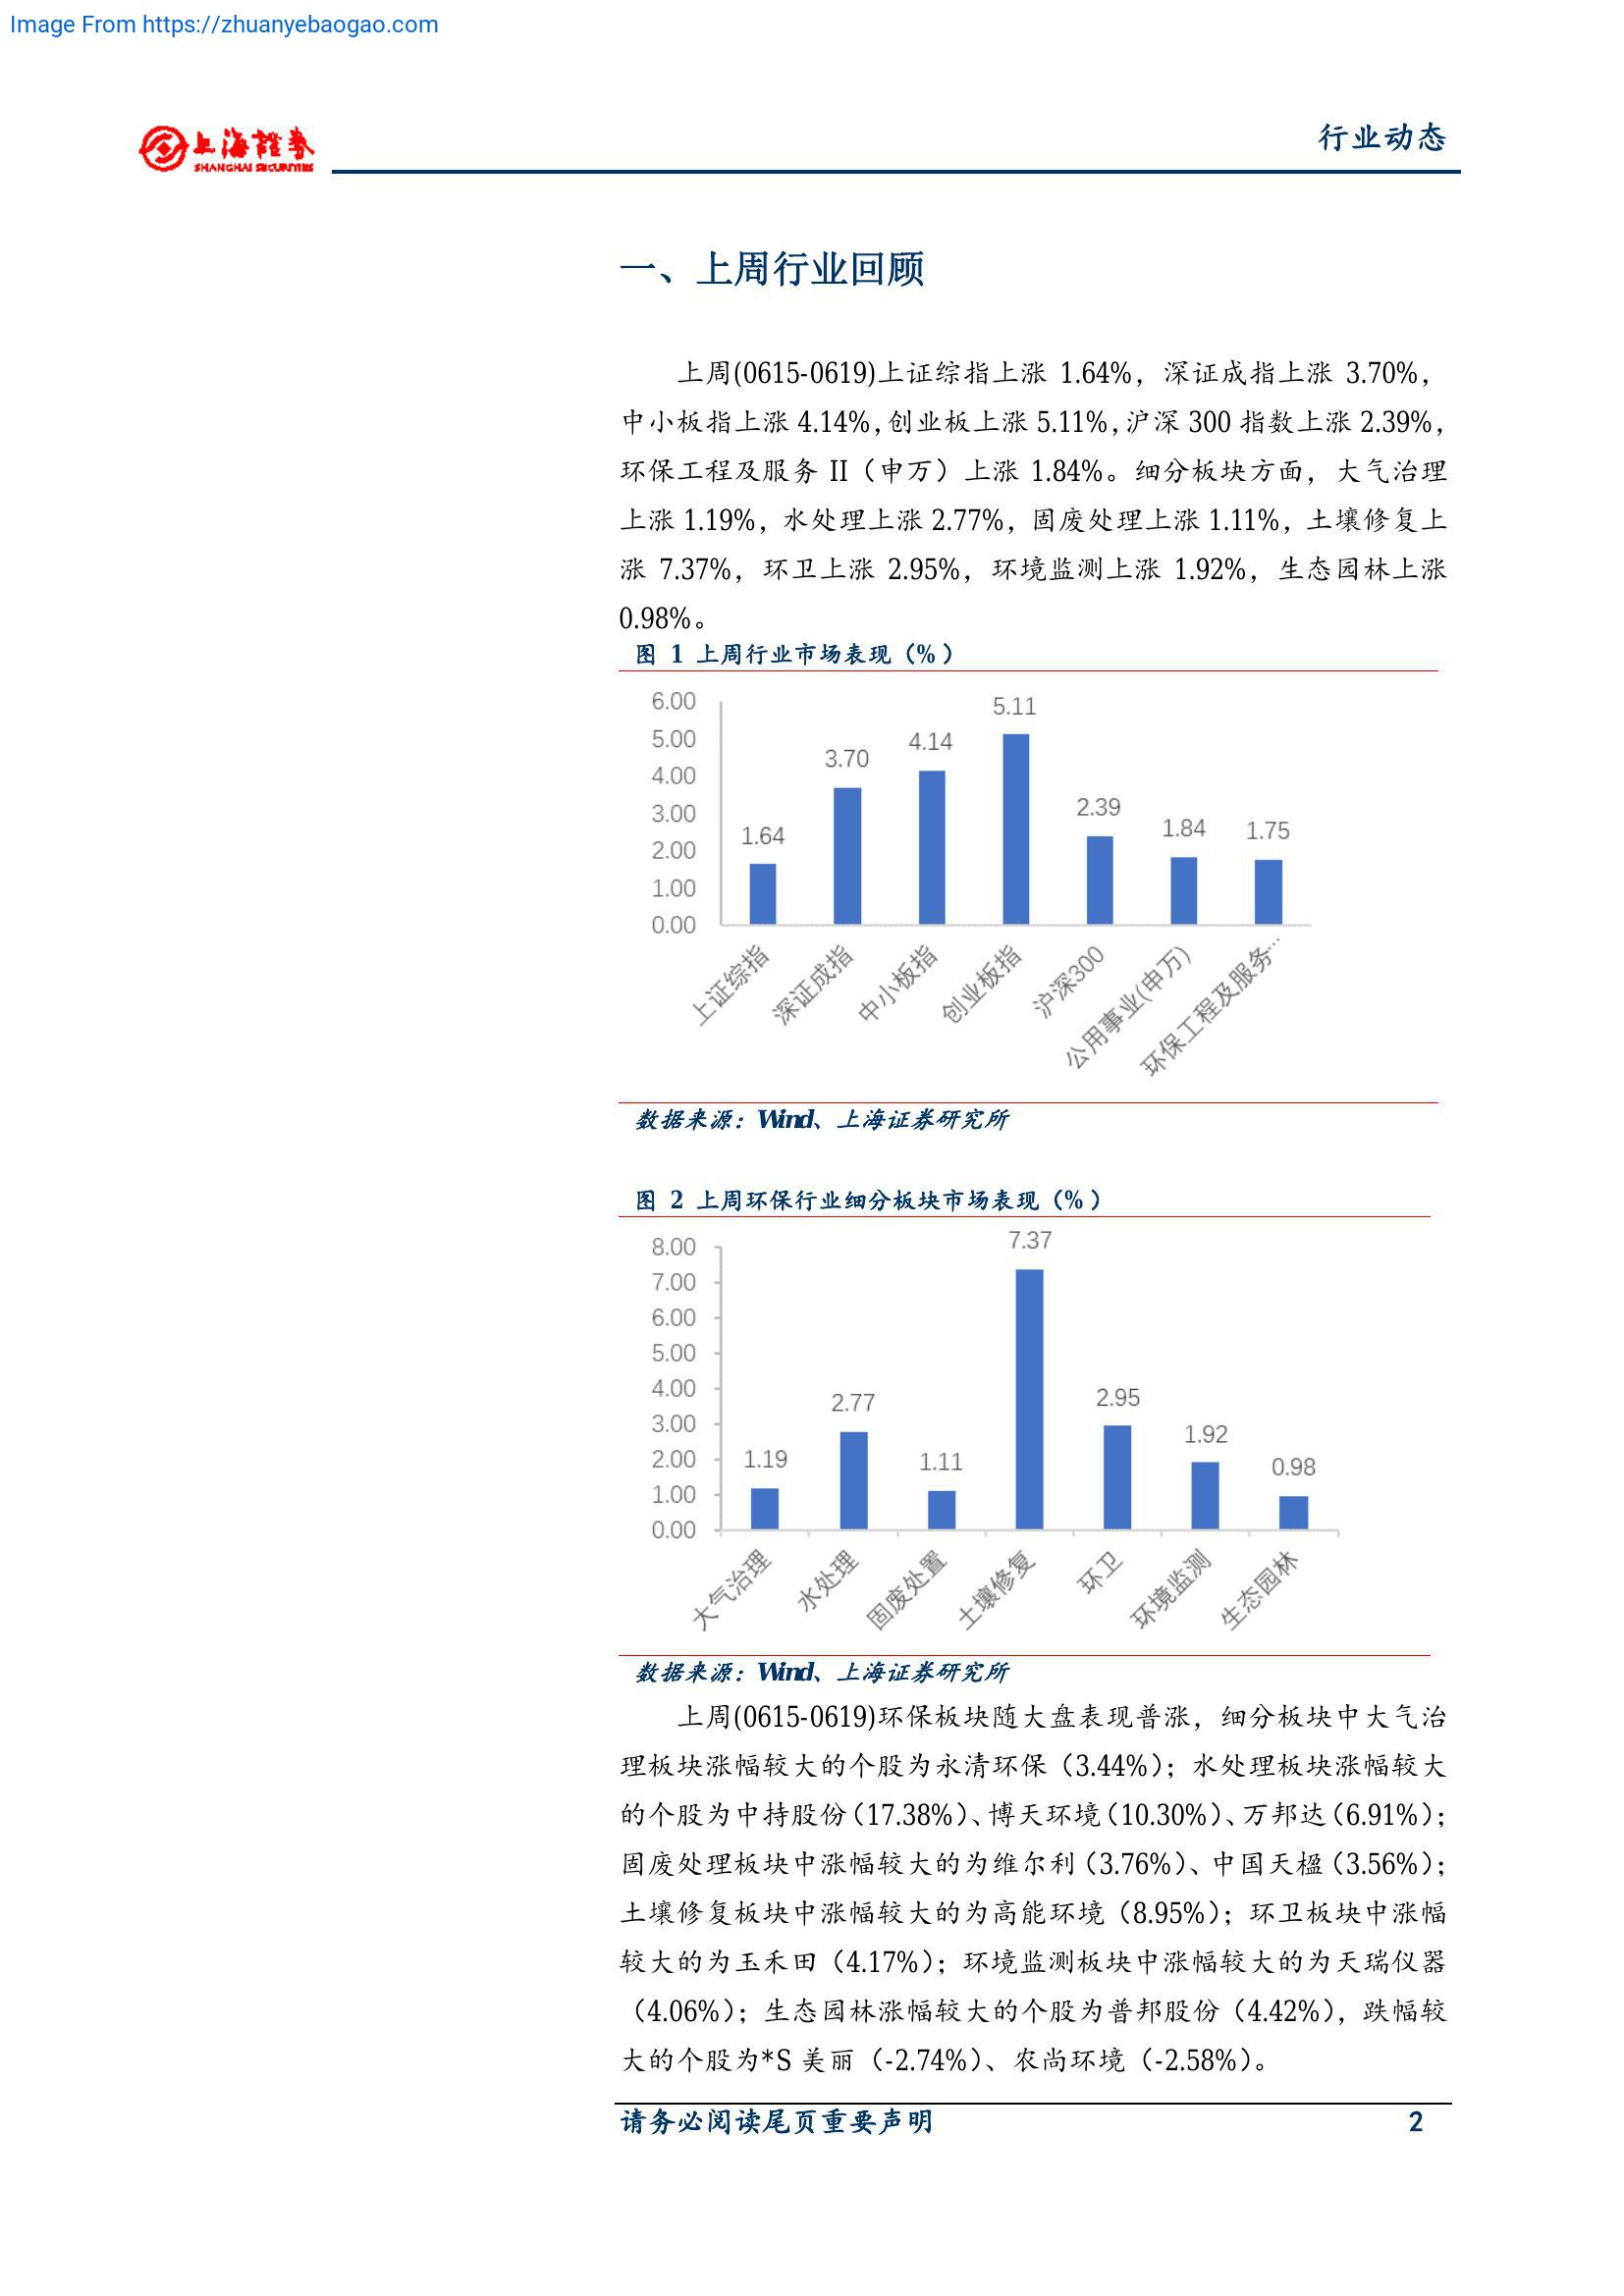 Image From https://zhuanyebaogao.com
上海證券
SHANGHAI SECURITIES
行业动态
一、上周行业回顾
上周(0615-0619)上证综指上涨 1.64%，深证成指上涨 3.70%，
中小板指上涨 4.14%，创业板上涨 5.11%，沪深 300 指数上涨 2.39%，
环保工程及服务 II（申万）上涨 1.84%。细分板块方面，大气治理
上涨 1.19%，水处理上涨 2.77%，固废处理上涨 1.11%，土壤修复上
涨 7.37%，环卫上涨 2.95%，环境监测上涨 1.92%，生态园林上涨
0.98%。
图 1 上周行业市场表现（%）
6.00
5.00
4.00
3.00
2.00
1.00
0.00
1.64
3.70
4.14
5.11
2.39
1.84
1.75
上证综指
深证成指
中小板指
创业板指
沪深300
公用事业(申万)
环保工程及服务…
数据来源：Wind、上海证券研究所
图 2 上周环保行业细分板块市场表现（%）
8.00
7.00
6.00
5.00
4.00
3.00
2.00
1.00
0.00
1.19
2.77
1.11
7.37
2.95
1.92
0.98
大气治理
水处理
固废处置
土壤修复
环卫
环境监测
生态园林
数据来源：Wind、上海证券研究所
上周(0615-0619)环保板块随大盘表现普涨，细分板块中大气治
理板块涨幅较大的个股为永清环保（3.44%）；水处理板块涨幅较大
的个股为中持股份（17.38%）、博天环境（10.30%）、万邦达（6.91%）；
固废处理板块中涨幅较大的为维尔利（3.76%）、中国天楹（3.56%）；
土壤修复板块中涨幅较大的为高能环境（8.95%）；环卫板块中涨幅
较大的为玉禾田（4.17%）；环境监测板块中涨幅较大的为天瑞仪器
（4.06%）；生态园林涨幅较大的个股为普邦股份（4.42%），跌幅较
大的个股为*S 美丽（-2.74%）、农尚环境（-2.58%）。
请务必阅读尾页重要声明
2